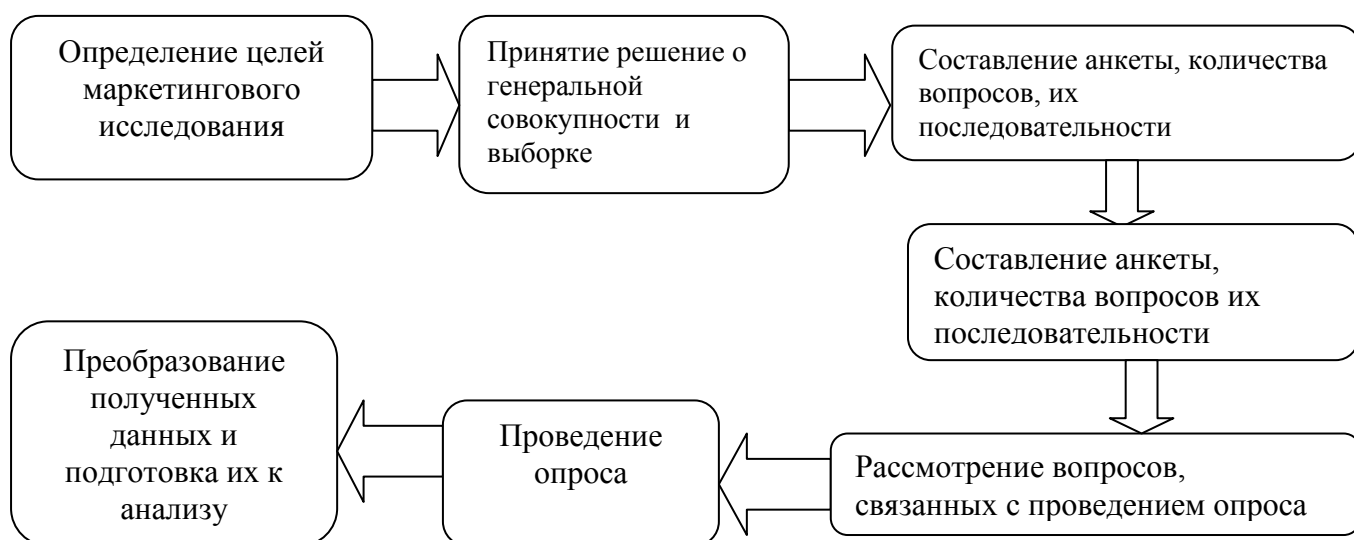 Определение целей
маркетингового
исследования
Принятие решение о
генеральной
совокупности и
выборке
Составление анкеты, количества
вопросов, их
последовательности
Составление анкеты,
количества вопросов их
последовательности
Рассмотрение вопросов,
связанных с проведением опроса
Проведение
опроса
Преобразование
полученных
данных и
подготовка их к
анализу